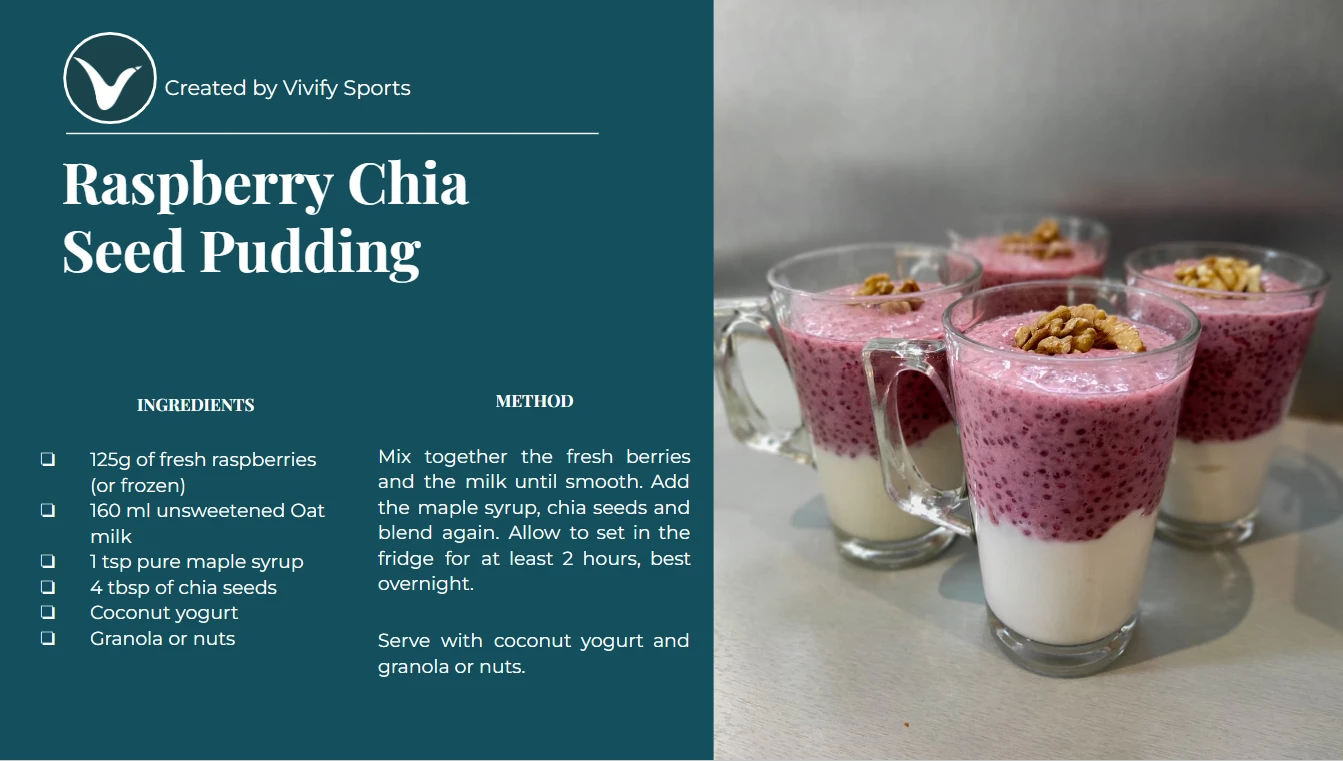 Created by Vivify Sports
Raspberry Chia
Seed Pudding
INGREDIENTS
❏ 125g of fresh raspberries
(or frozen)
❏ 160 ml unsweetened Oat
milk
❏ 1 tsp pure maple syrup
❏ 4 tbsp of chia seeds
❏ Coconut yogurt
❏ Granola or nuts
METHOD
Mix together the fresh berries
and the milk until smooth. Add
the maple syrup, chia seeds and
blend again. Allow to set in the
fridge for at least 2 hours, best
overnight.
Serve with coconut yogurt and
granola or nuts.